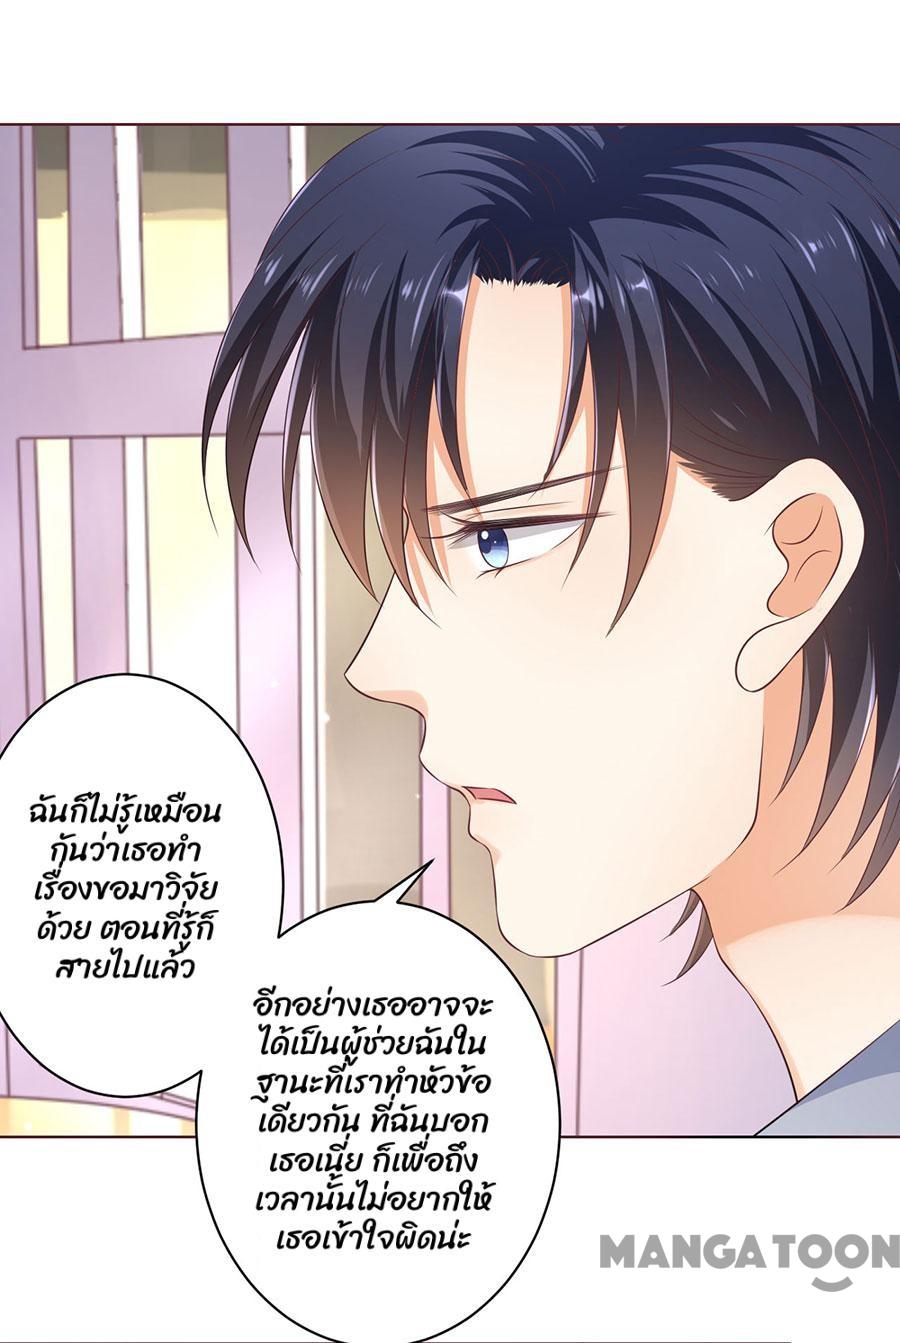 ฉันก็ไม่รู้เหมือน
กันว่าเธอทำ
เรื่องขอมาวิจัย
ด้วย ตอนที่รู้ก็
สายไปแล้ว
อีกอย่างเธออาจจะ
ได้เป็นผู้ช่วยฉันใน
ฐานะที่เราทำหัวข้อ
เดียวกัน ที่ฉันบอก
เธอเนี่ย ก็เพื่อถึง
เวลานั้นไม่อยากให้
เธอเข้าใจผิดน่ะ
MANGATOON